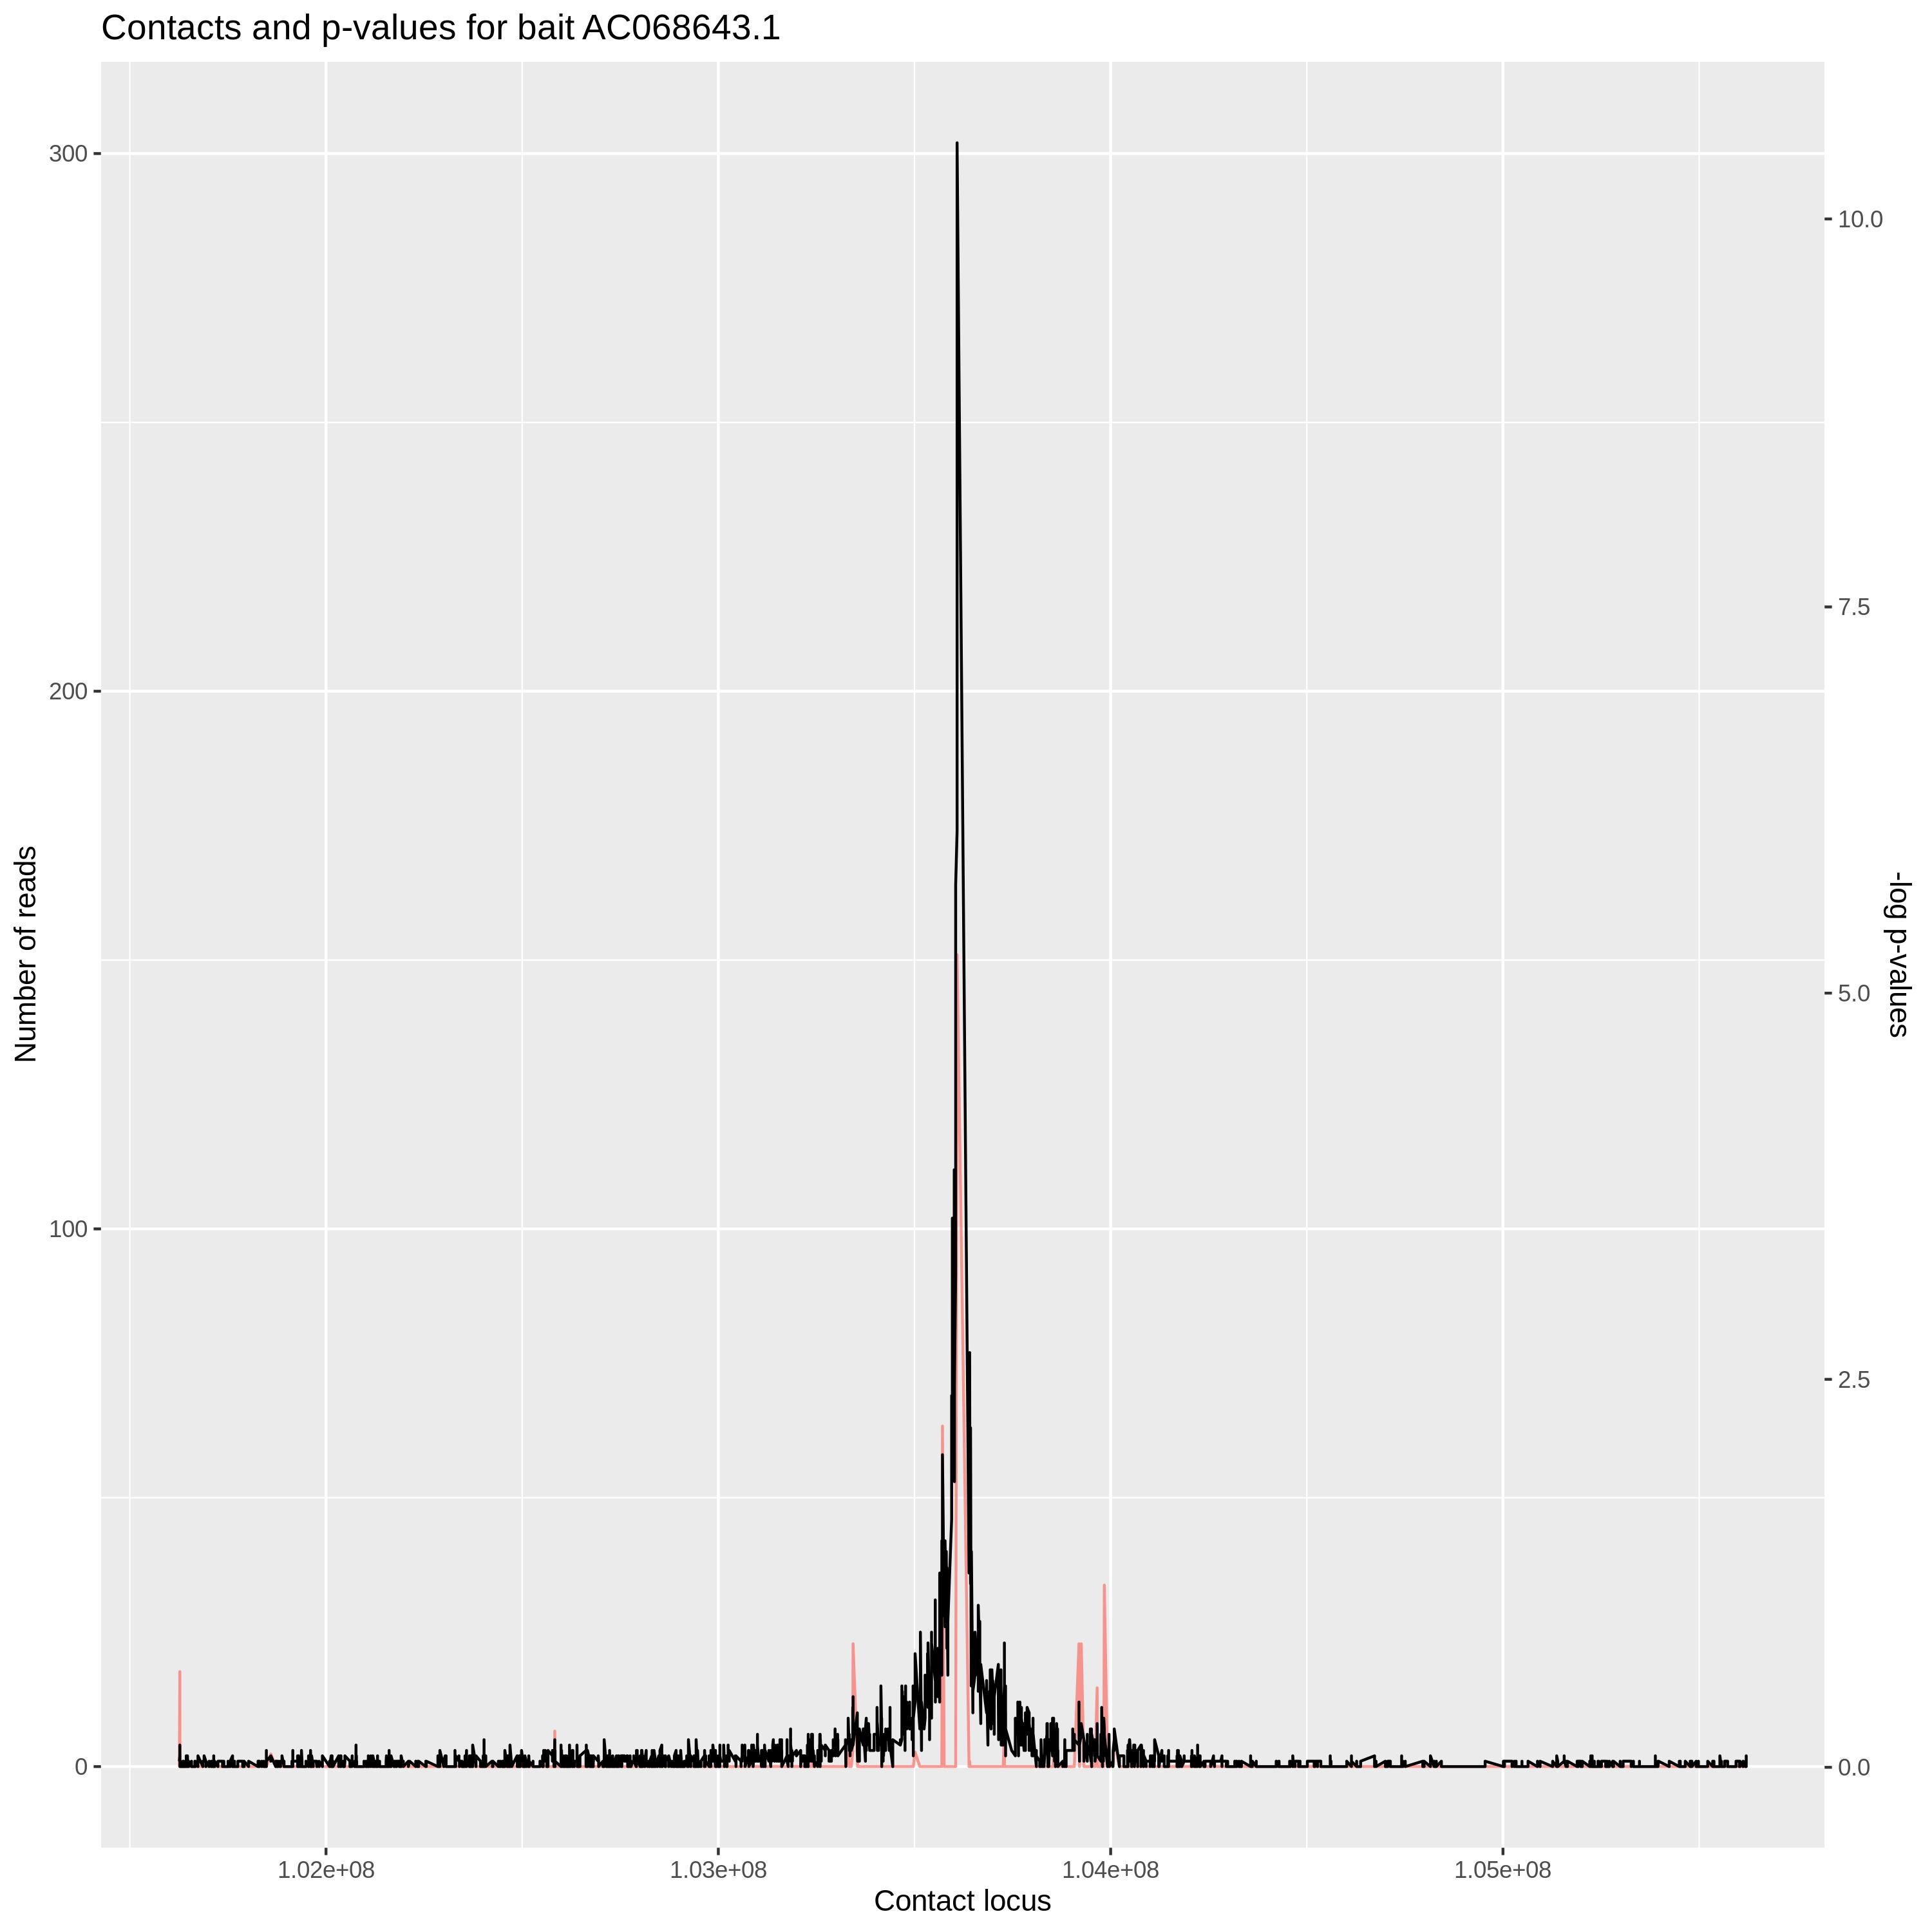 Contacts and p-values for bait AC068643.1
300
200
100
0
Number of reads
10.0
7.5
5.0
2.5
0.0
-log p-values
1.02e+08
1.03e+08
1.04e+08
1.05e+08
Contact locus